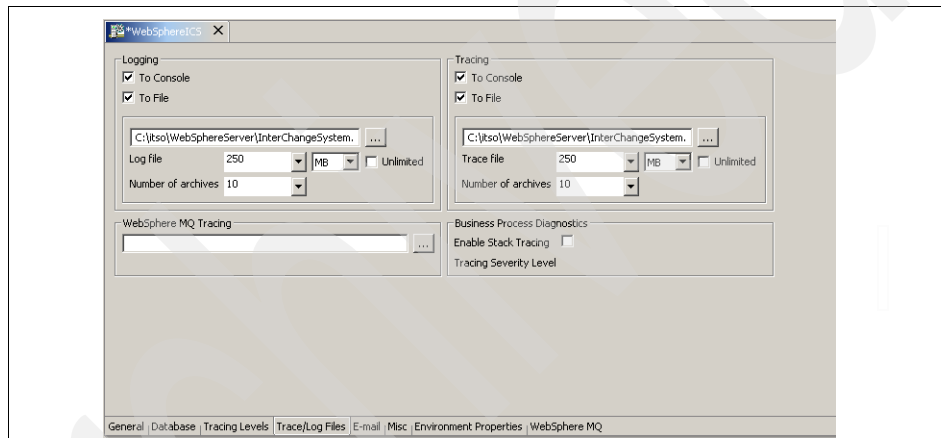 *WebSphereICS
Logging
To Console
To File
C:\itso\WebSphereServer\InterChangeSystem. ...
Log file 250 MB Unlimited
Number of archives 10
Tracing
To Console
To File
C:\itso\WebSphereServer\InterChangeSystem. ...
Trace file 250 MB Unlimited
Number of archives 10
WebSphere MQ Tracing
...
Business Process Diagnostics
Enable Stack Tracing
Tracing Severity Level
General Database Tracing Levels Trace/Log Files E-mail Misc Environment Properties WebSphere MQ